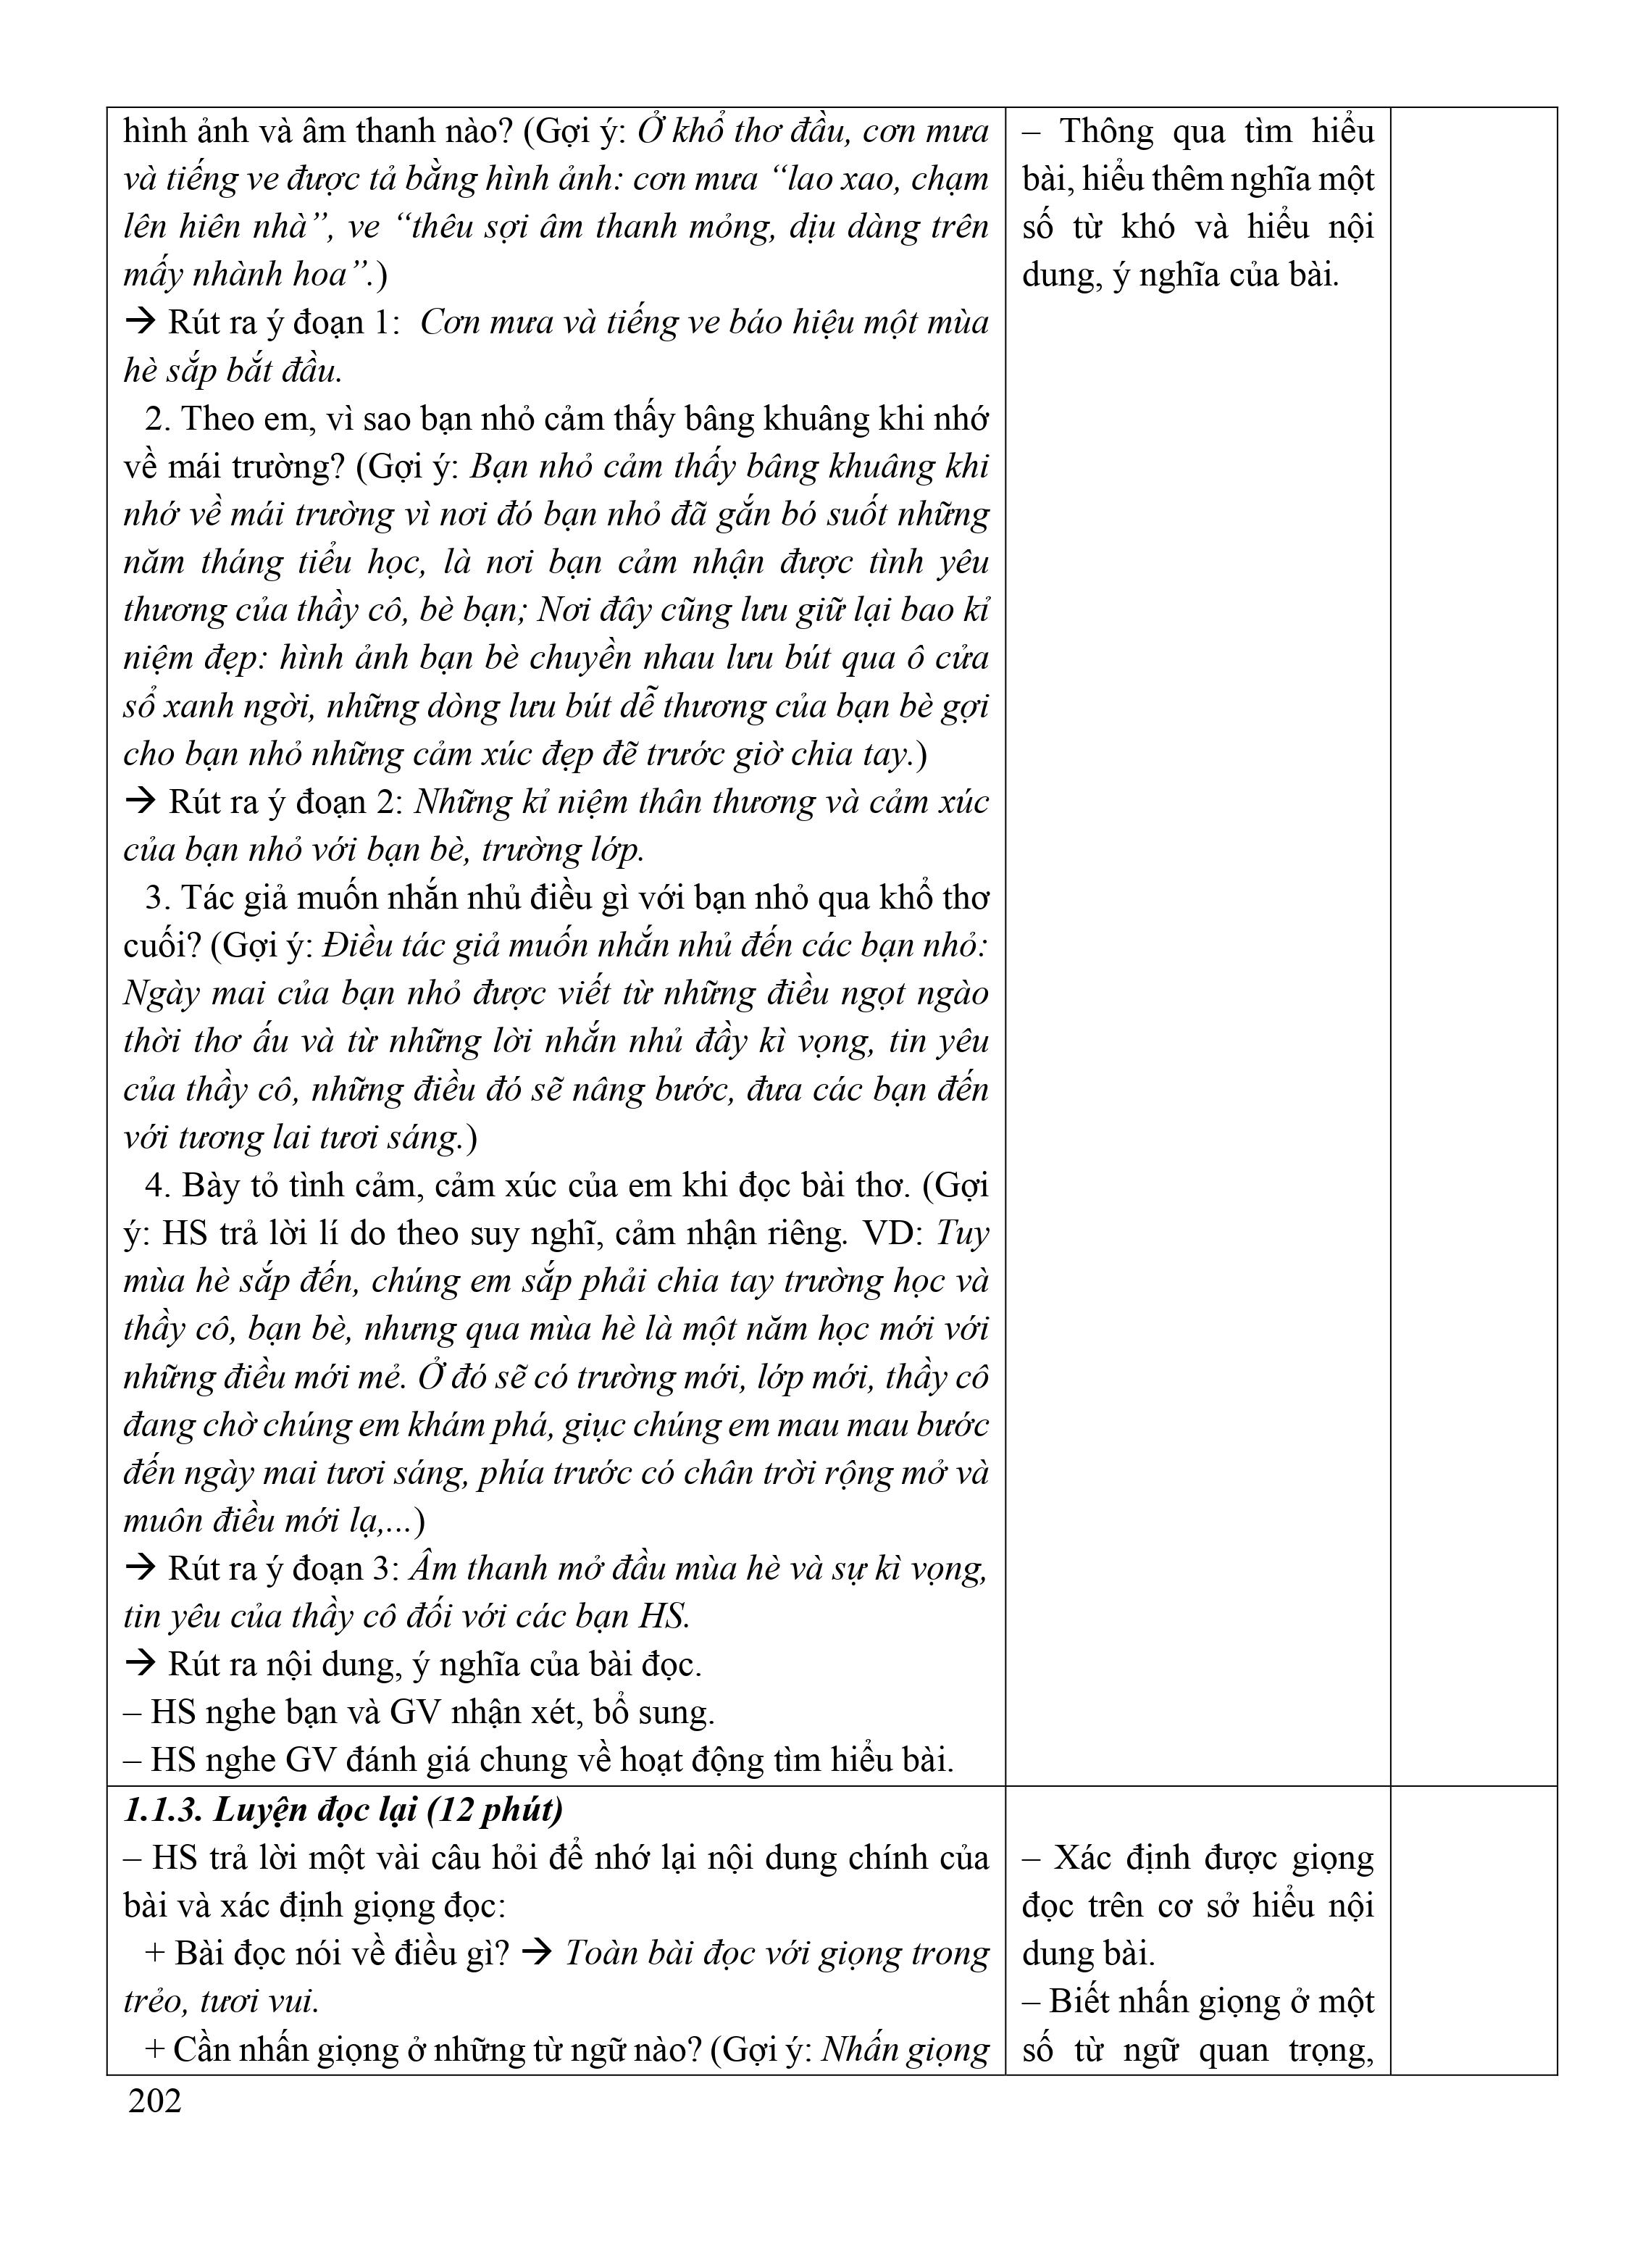 hình ảnh và âm thanh nào? (Gợi ý: Ở khổ thơ đầu, cơn mưa
và tiếng ve được tả bằng hình ảnh: cơn mưa “lao xao, chạm
lên hiên nhà”, ve “thêu sợi âm thanh mỏng, dịu dàng trên
mấy nhành hoa”.)
→ Rút ra ý đoạn 1: Cơn mưa và tiếng ve báo hiệu một mùa
hè sắp bắt đầu.
2. Theo em, vì sao bạn nhỏ cảm thấy bâng khuâng khi nhớ
về mái trường? (Gợi ý: Bạn nhỏ cảm thấy bâng khuâng khi
nhớ về mái trường vì nơi đó bạn nhỏ đã gắn bó suốt những
năm tháng tiểu học, là nơi bạn cảm nhận được tình yêu
thương của thầy cô, bè bạn; Nơi đây cũng lưu giữ lại bao kỉ
niệm đẹp: hình ảnh bạn bè chuyền nhau lưu bút qua ô cửa
sổ xanh ngời, những dòng lưu bút dễ thương của bạn bè gợi
cho bạn nhỏ những cảm xúc đẹp đẽ trước giờ chia tay.)
→ Rút ra ý đoạn 2: Những kỉ niệm thân thương và cảm xúc
của bạn nhỏ với bạn bè, trường lớp.
3. Tác giả muốn nhắn nhủ điều gì với bạn nhỏ qua khổ thơ
cuối? (Gợi ý: Điều tác giả muốn nhắn nhủ đến các bạn nhỏ:
Ngày mai của bạn nhỏ được viết từ những điều ngọt ngào
thời thơ ấu và từ những lời nhắn nhủ đầy kì vọng, tin yêu
của thầy cô, những điều đó sẽ nâng bước, đưa các bạn đến
với tương lai tươi sáng.)
4. Bày tỏ tình cảm, cảm xúc của em khi đọc bài thơ. (Gợi
ý: HS trả lời lí do theo suy nghĩ, cảm nhận riêng. VD: Tuy
mùa hè sắp đến, chúng em sắp phải chia tay trường học và
thầy cô, bạn bè, nhưng qua mùa hè là một năm học mới với
những điều mới mẻ. Ở đó sẽ có trường mới, lớp mới, thầy cô
đang chờ chúng em khám phá, giục chúng em mau mau bước
đến ngày mai tươi sáng, phía trước có chân trời rộng mở và
muôn điều mới lạ,...)
→ Rút ra ý đoạn 3: Âm thanh mở đầu mùa hè và sự kì vọng,
tin yêu của thầy cô đối với các bạn HS.
→ Rút ra nội dung, ý nghĩa của bài đọc.
– HS nghe bạn và GV nhận xét, bổ sung.
– HS nghe GV đánh giá chung về hoạt động tìm hiểu bài.
– Thông qua tìm hiểu
bài, hiểu thêm nghĩa một
số từ khó và hiểu nội
dung, ý nghĩa của bài.
1.1.3. Luyện đọc lại (12 phút)
– HS trả lời một vài câu hỏi để nhớ lại nội dung chính của
bài và xác định giọng đọc:
+ Bài đọc nói về điều gì? → Toàn bài đọc với giọng trong
trẻo, tươi vui.
+ Cần nhấn giọng ở những từ ngữ nào? (Gợi ý: Nhấn giọng
– Xác định được giọng
đọc trên cơ sở hiểu nội
dung bài.
– Biết nhấn giọng ở một
số từ ngữ quan trọng,
202